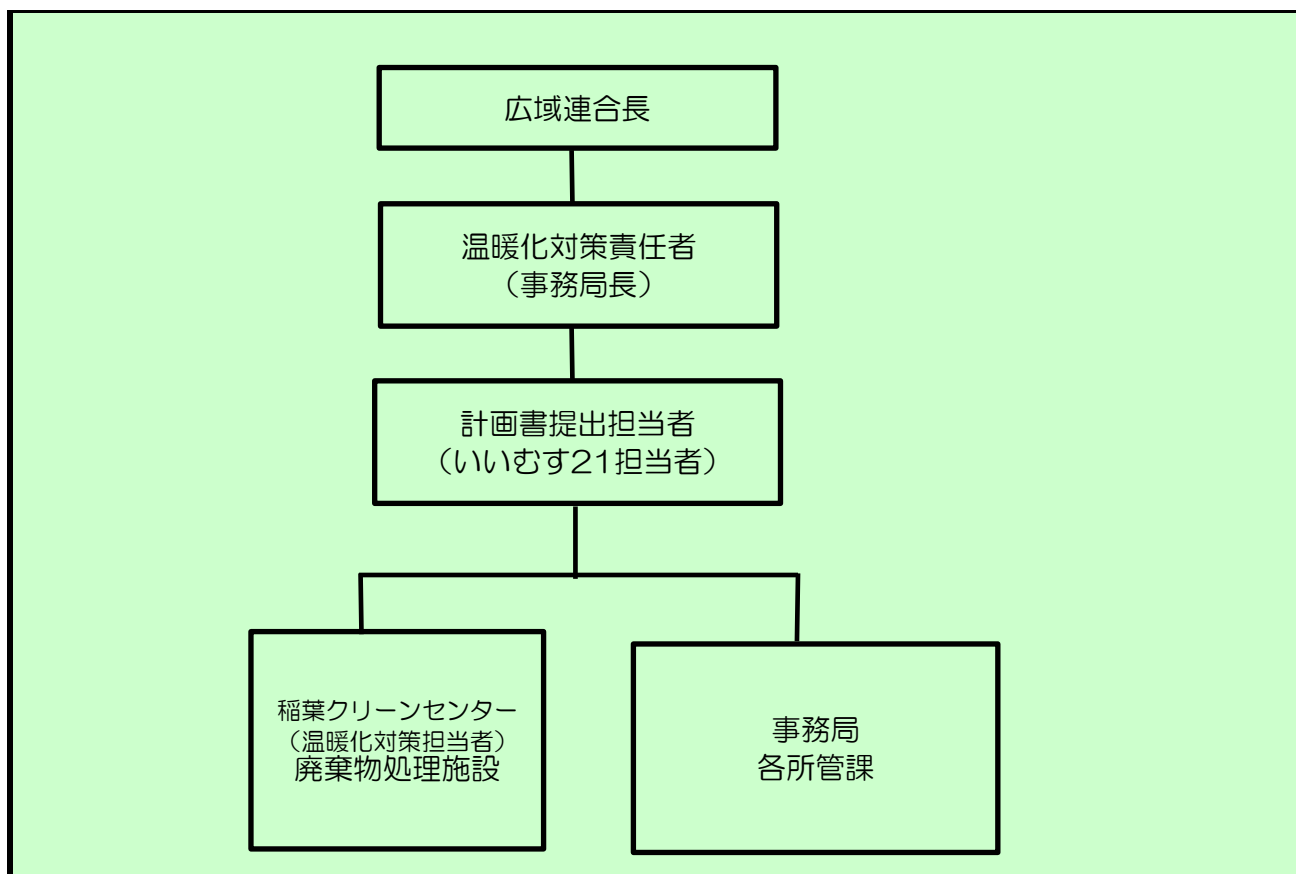 広域連合長
温暖化対策責任者
（事務局長）
計画書提出担当者
（いいむす21担当者）
稲葉クリーンセンター
（温暖化対策担当者）
廃棄物処理施設
事務局
各所管課